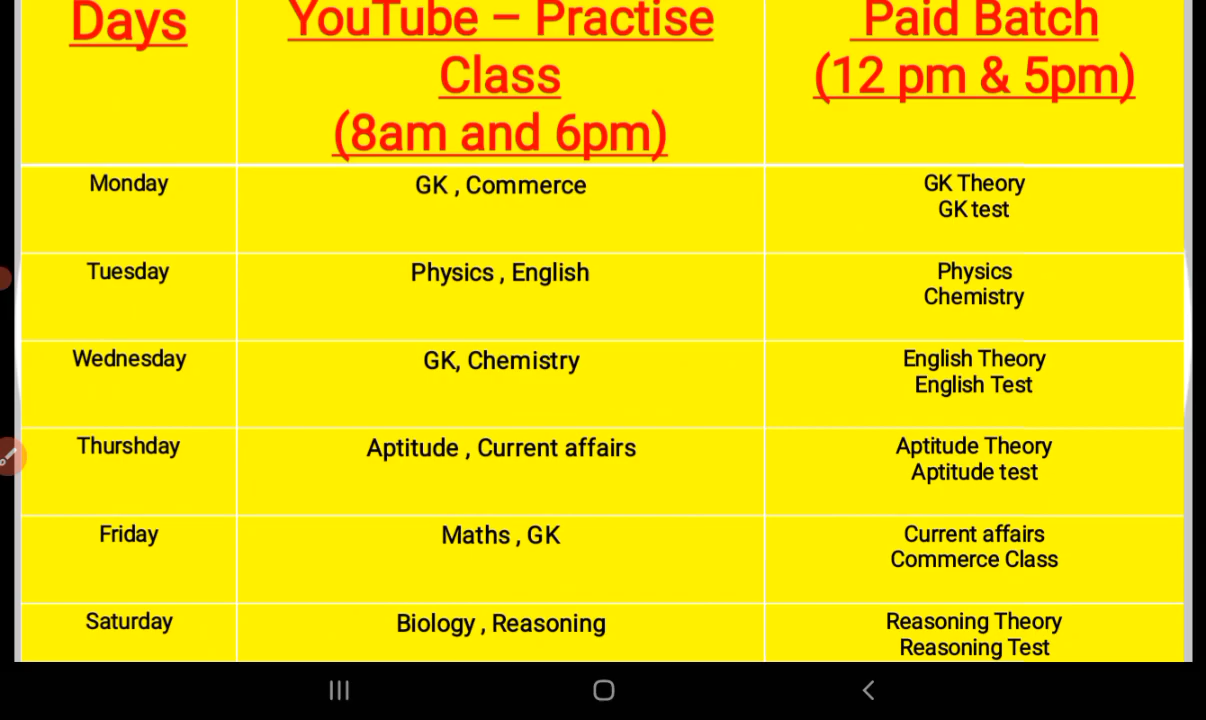 Days
YouTube – Practise
Class
(8am and 6pm)
Paid Batch
(12 pm & 5pm)
Monday
GK , Commerce
GK Theory
GK test
Tuesday
Physics , English
Physics
Chemistry
Wednesday
GK, Chemistry
English Theory
English Test
Thurshday
Aptitude , Current affairs
Aptitude Theory
Aptitude test
Friday
Maths , GK
Current affairs
Commerce Class
Saturday
Biology , Reasoning
Reasoning Theory
Reasoning Test